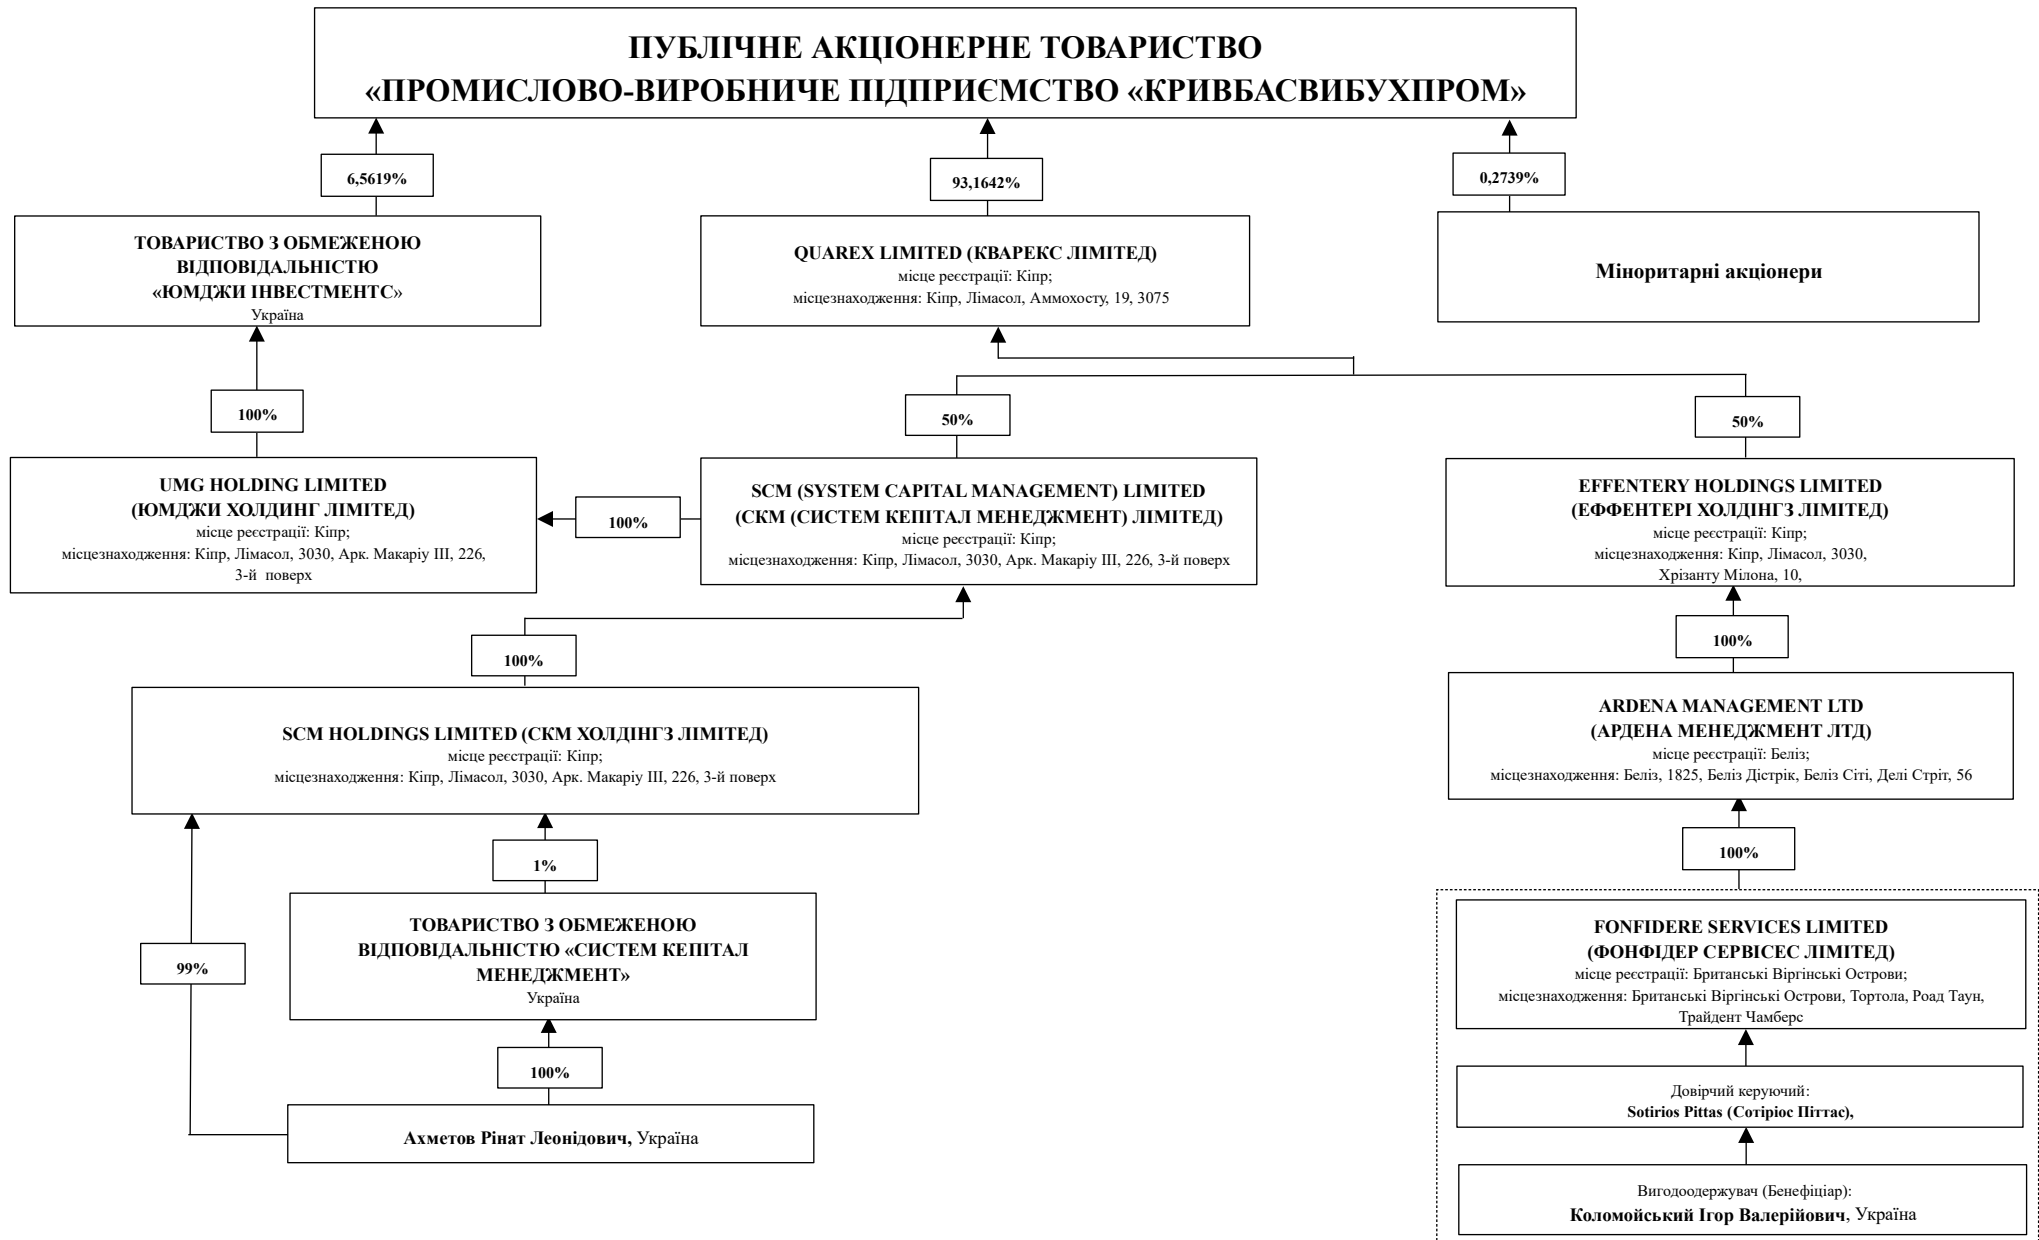 ПУБЛІЧНЕ АКЦІОНЕРНЕ ТОВАРИСТВО
«ПРОМИСЛОВО-ВИРОБНИЧЕ ПІДПРИЄМСТВО «КРИВБАСВИБУХПРОМ»
6,5619%
93,1642%
0,2739%
ТОВАРИСТВО З ОБМЕЖЕНОЮ
ВІДПОВІДАЛЬНІСТЮ
«ЮМДЖИ ІНВЕСТМЕНТС»
Україна
QUAREX LIMITED (КВАРЕКС ЛІМІТЕД)
місце реєстрації: Кіпр;
місцезнаходження: Кіпр, Лімасол, Аммохосту, 19, 3075
Міноритарні акціонери
100%
50%
50%
UMG HOLDING LIMITED
(ЮМДЖИ ХОЛДИНГ ЛІМІТЕД)
місце реєстрації: Кіпр;
місцезнаходження: Кіпр, Лімасол, 3030, Арк. Макаріу ІІІ, 226,
3-й поверх
100%
SCM (SYSTEM CAPITAL MANAGEMENT) LIMITED
(СКМ (СИСТЕМ КЕПІТАЛ МЕНЕДЖМЕНТ) ЛІМІТЕД)
місце реєстрації: Кіпр;
місцезнаходження: Кіпр, Лімасол, 3030, Арк. Макаріу ІІІ, 226, 3-й поверх
EFFENTERY HOLDINGS LIMITED
(ЕФФЕНТЕРІ ХОЛДІНГЗ ЛІМІТЕД)
місце реєстрації: Кіпр;
місцезнаходження: Кіпр, Лімасол, 3030,
Хрізанту Мілона, 10,
100%
100%
SCM HOLDINGS LIMITED (СКМ ХОЛДІНГЗ ЛІМІТЕД)
місце реєстрації: Кіпр;
місцезнаходження: Кіпр, Лімасол, 3030, Арк. Макаріу ІІІ, 226, 3-й поверх
ARDENA MANAGEMENT LTD
(АРДЕНА МЕНЕДЖМЕНТ ЛТД)
місце реєстрації: Беліз;
місцезнаходження: Беліз, 1825, Беліз Дістрік, Беліз Сіті, Делі Стріт, 56
1%
100%
ТОВАРИСТВО З ОБМЕЖЕНОЮ
ВІДПОВІДАЛЬНІСТЮ «СИСТЕМ КЕПІТАЛ
МЕНЕДЖМЕНТ»
Україна
99%
FONFIDERE SERVICES LIMITED
(ФОНФІДЕР СЕРВІСЕС ЛІМІТЕД)
місце реєстрації: Британські Віргінські Острови;
місцезнаходження: Британські Віргінські Острови, Тортола, Роад Таун,
Трайдент Чамберс
100%
Довірчий керуючий:
Sotirios Pittas (Сотіріос Піттас),
Ахметов Рінат Леонідович, Україна
Вигодоодержувач (Бенефіціар):
Коломойський Ігор Валерійович, Україна